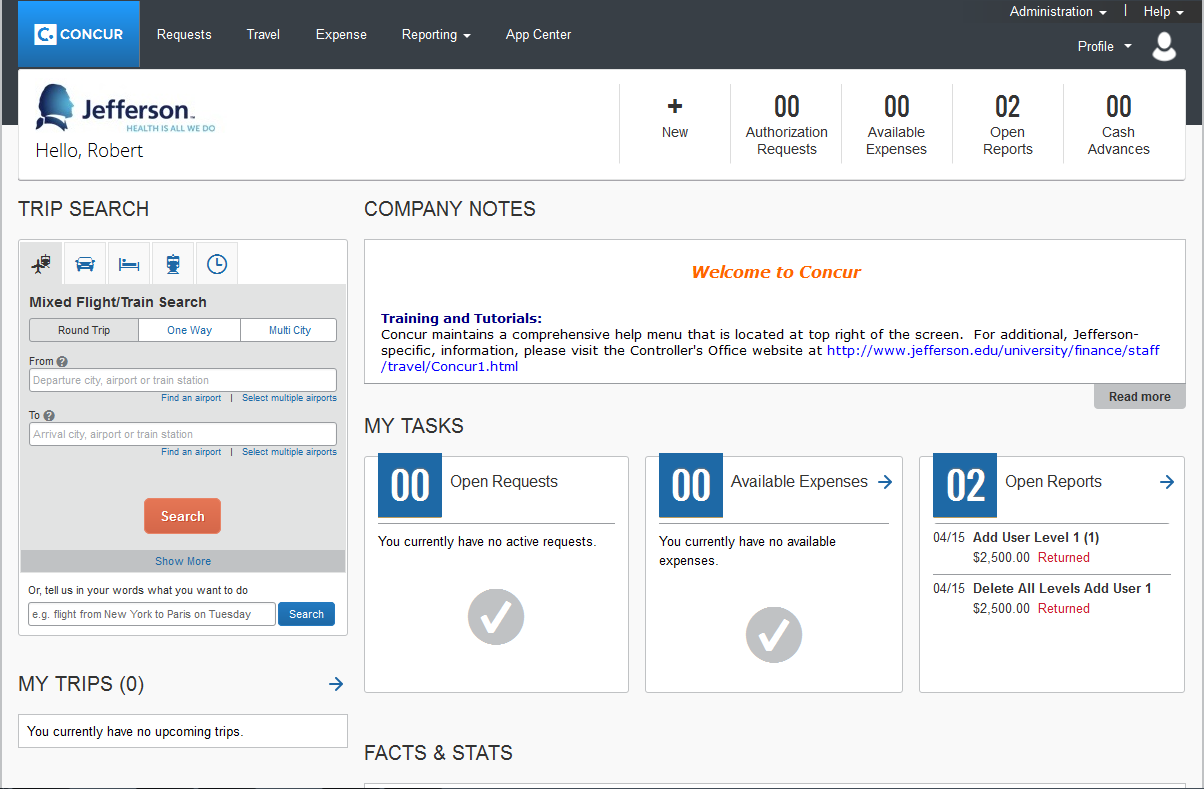 Administration
Help
C. CONCUR
Requests
Travel
Expense
Reporting
App Center
Profile
Jefferson™
HEALTH IS ALL WE DO
Hello, Robert
+
New
00
Authorization
Requests
00
Available
Expenses
02
Open
Reports
00
Cash
Advances
TRIP SEARCH
Mixed Flight/Train Search
Round Trip
One Way
Multi City
From ?
Departure city, airport or train station
Find an airport | Select multiple airports
To ?
Arrival city, airport or train station
Find an airport | Select multiple airports
Search
Show More
Or, tell us in your words what you want to do
e.g. flight from New York to Paris on Tuesday
Search
MY TRIPS (0)
You currently have no upcoming trips.
COMPANY NOTES
Welcome to Concur
Training and Tutorials:
Concur maintains a comprehensive help menu that is located at top right of the screen. For additional, Jefferson-
specific, information, please visit the Controller's Office website at http://www.jefferson.edu/university/finance/staff
/travel/Concur1.html
Read more
MY TASKS
00 Open Requests
You currently have no active requests.
00 Available Expenses
You currently have no available
expenses.
02 Open Reports
04/15 Add User Level 1 (1)
$2,500.00 Returned
04/15 Delete All Levels Add User 1
$2,500.00 Returned
FACTS & STATS